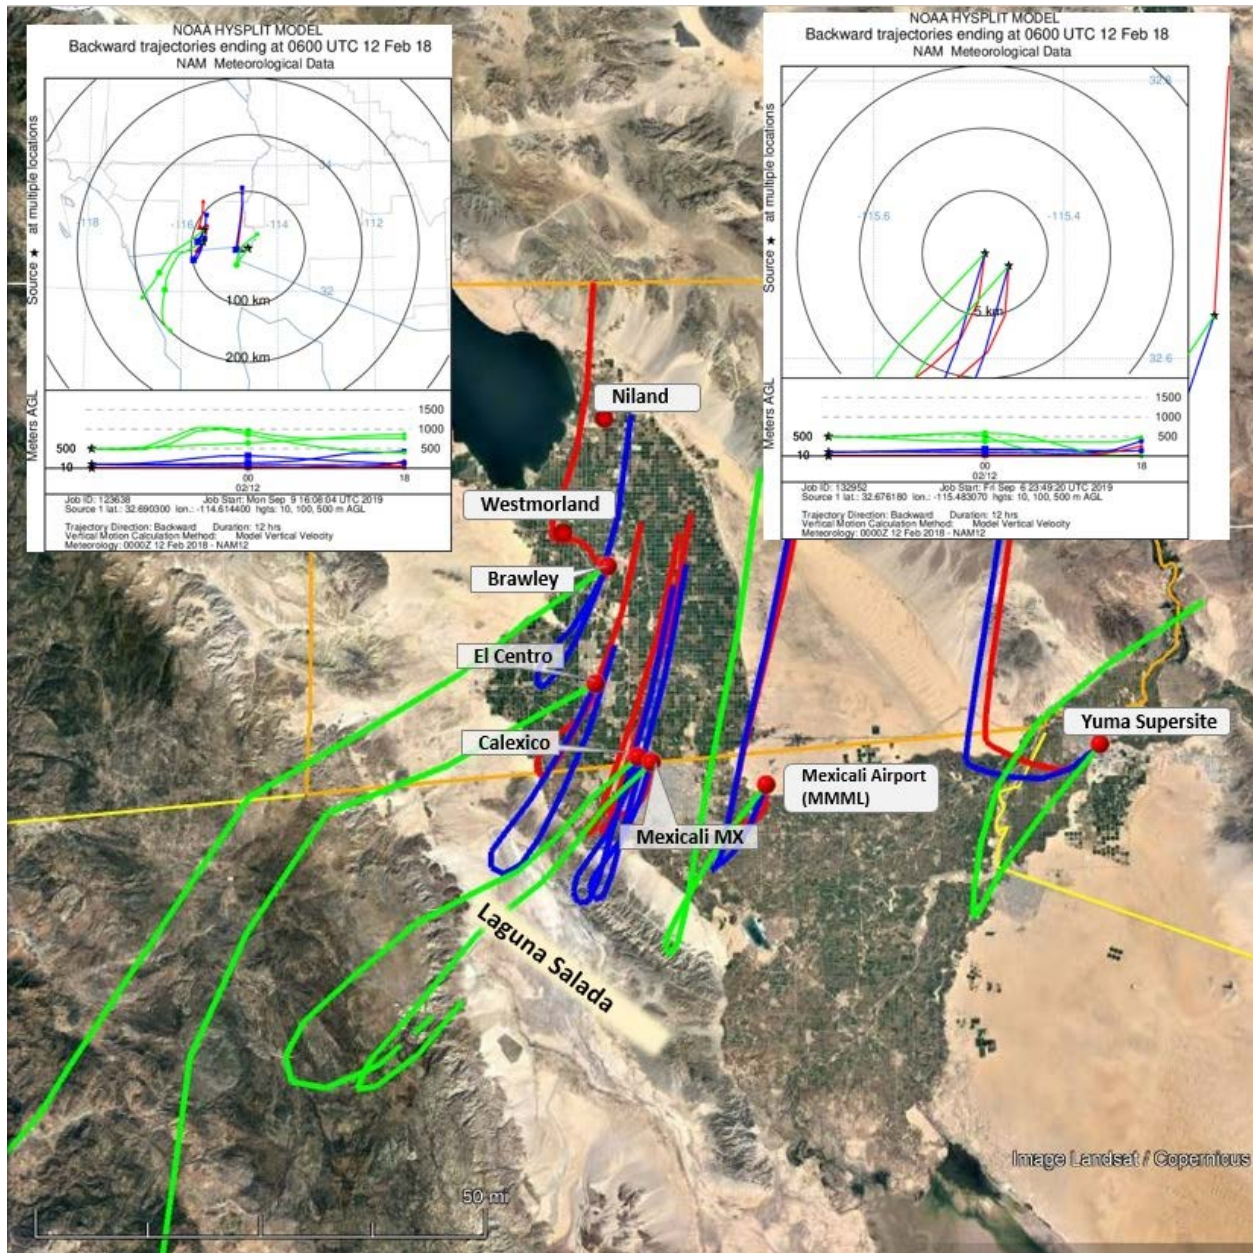 NOAA HYSPLIT MODEL
Backward trajectories ending at 0600 UTC 12 Feb 18
NAM Meteorological Data
Source ★ at multiple locations
-118
-116
-114
-112
34
32
100 km
200 km
Meters AGL
1500
1000
500
500
10
00
02/12
18
Job ID: 123638 Job Start: Mon Sep 9 16:08:04 UTC 2019
Source 1 lat.: 32.690300 lon.: -114.614400 hgts: 10, 100, 500 m AGL
Trajectory Direction: Backward Duration: 12 hrs
Vertical Motion Calculation Method: Model Vertical Velocity
Meteorology: 0000Z 12 Feb 2018 - NAM12
NOAA HYSPLIT MODEL
Backward trajectories ending at 0600 UTC 12 Feb 18
NAM Meteorological Data
Source ★ at multiple locations
32.8
-115.6
-115.4
5 km
32.6
Meters AGL
1500
1000
500
500
10
00
02/12
18
Job ID: 132952 Job Start: Fri Sep 6 23:49:20 UTC 2019
Source 1 lat.: 32.676180 lon.: -115.483070 hgts: 10, 100, 500 m AGL
Trajectory Direction: Backward Duration: 12 hrs
Vertical Motion Calculation Method: Model Vertical Velocity
Meteorology: 0000Z 12 Feb 2018 - NAM12
Niland
Westmorland
Brawley
El Centro
Calexico
Yuma Supersite
Mexicali Airport
(MMML)
Mexicali MX
Laguna Salada
Image Landsat / Copernicus
50 mi